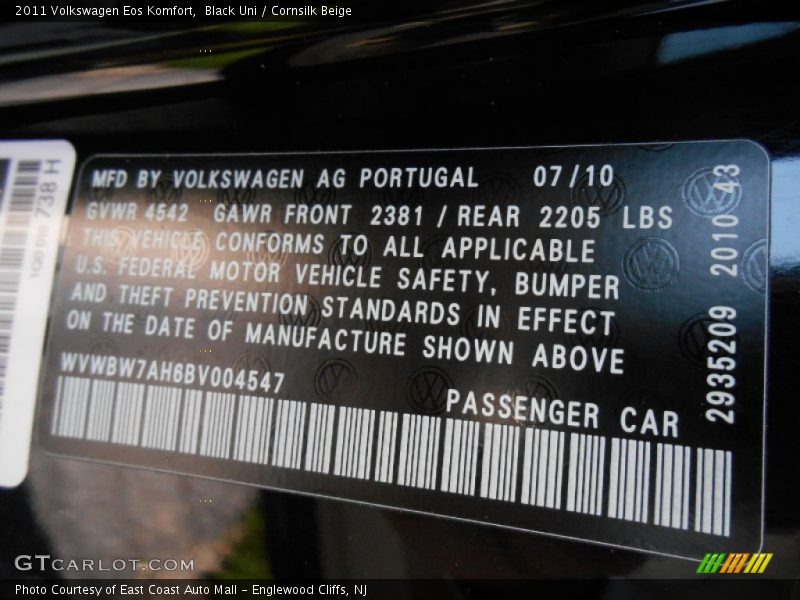 2011 Volkswagen Eos Komfort, Black Uni / Cornsilk Beige
MFD BY VOLKSWAGEN AG PORTUGAL 07/10
GVWR 4542 GAWR FRONT 2381 / REAR 2205 LBS
THIS VEHICLE CONFORMS TO ALL APPLICABLE
U.S. FEDERAL MOTOR VEHICLE SAFETY, BUMPER
AND THEFT PREVENTION STANDARDS IN EFFECT
ON THE DATE OF MANUFACTURE SHOWN ABOVE
WVWBW7AH6BV004547
PASSENGER CAR
2935209 2010 43
738 H
GTCARLOT.COM
Photo Courtesy of East Coast Auto Mall - Englewood Cliffs, NJ